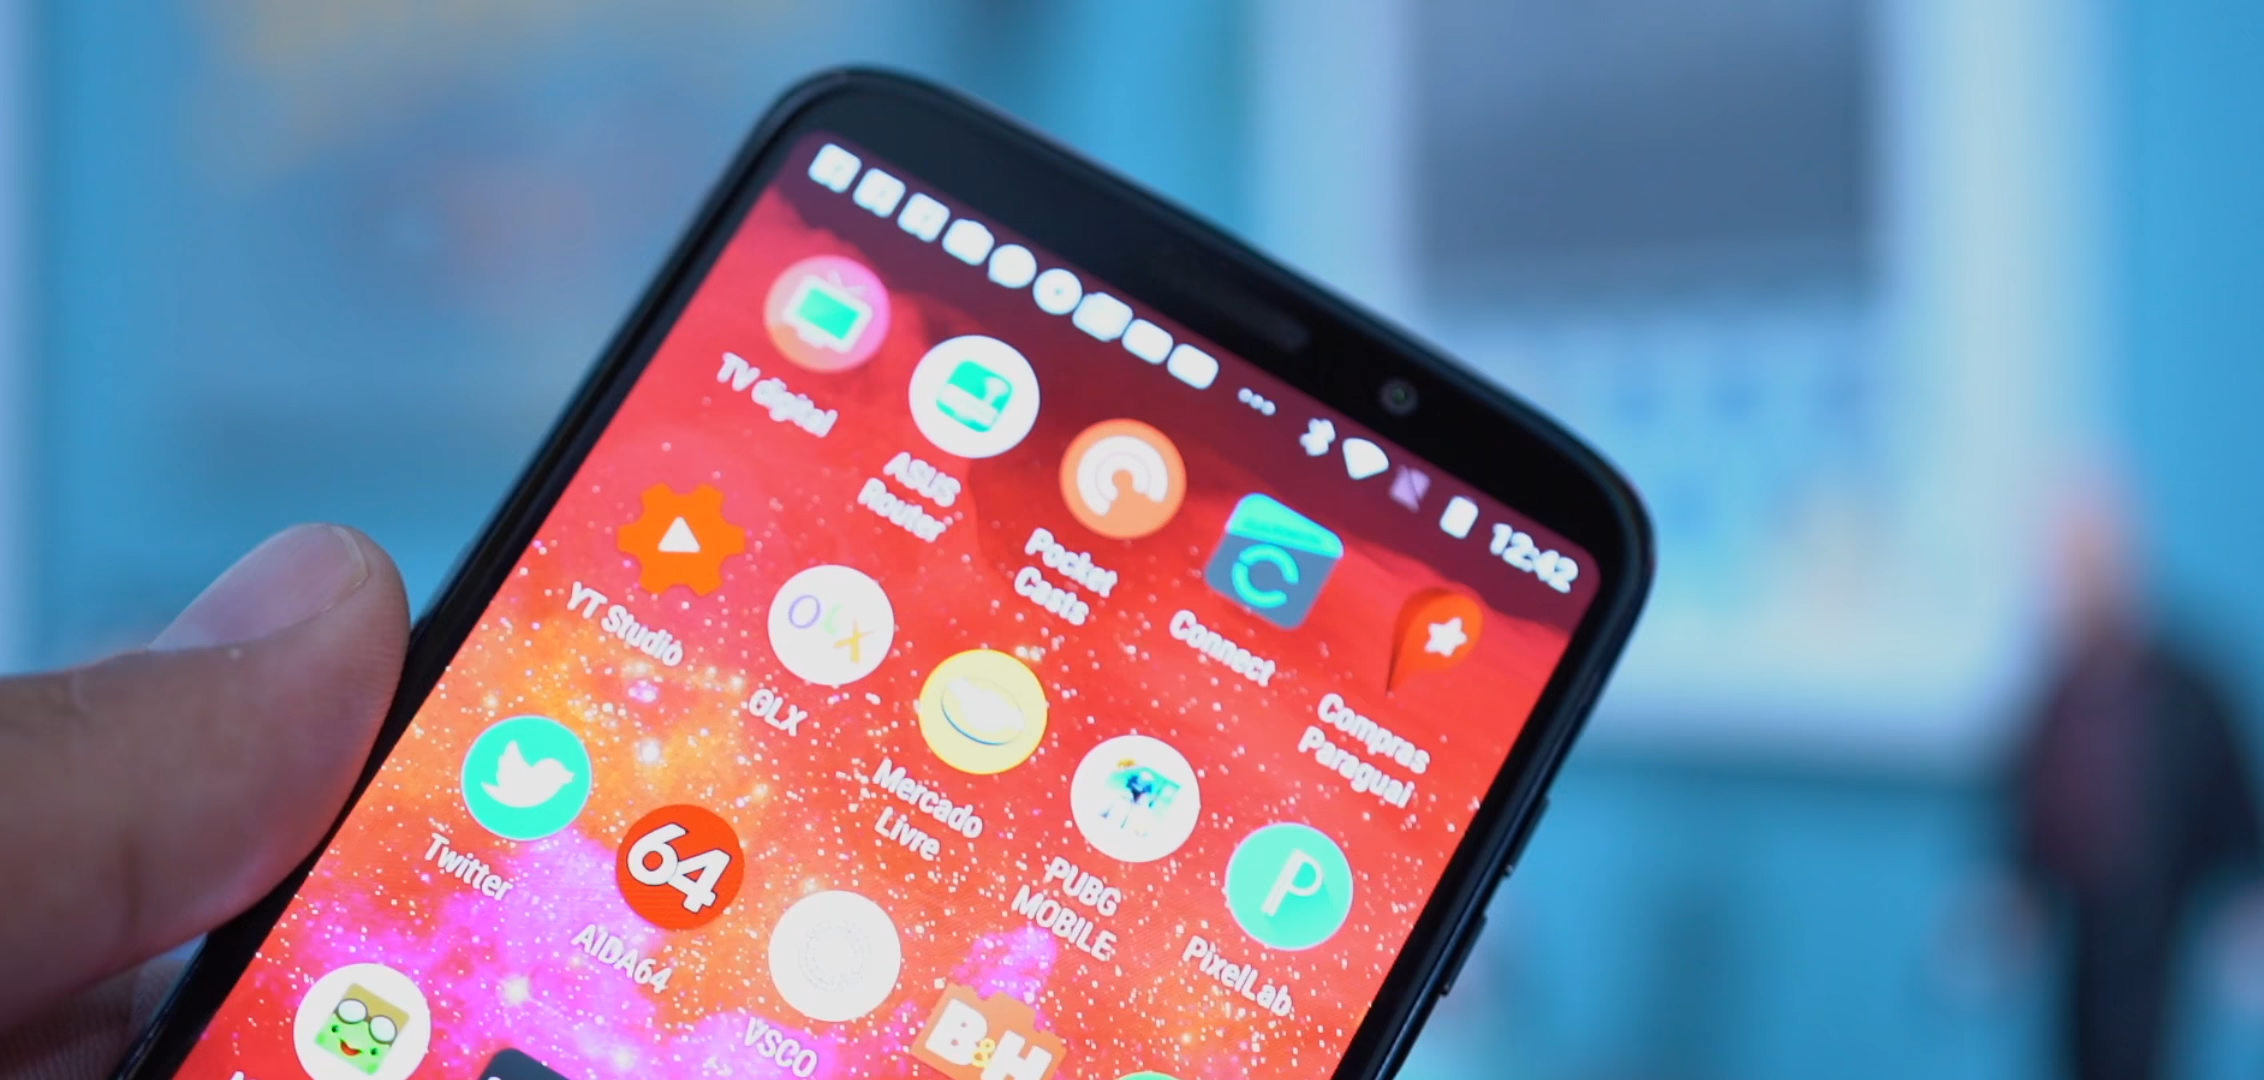 12:42
TV digital
ASUS
Router
Pocket
Casts
Connect
Compras
Paraguai
YT Studio
OLX
OLX
Mercado
Livre
PUBG
MOBILE
P
PixelLab
Twitter
64
AIDA64
VSCO
B&H